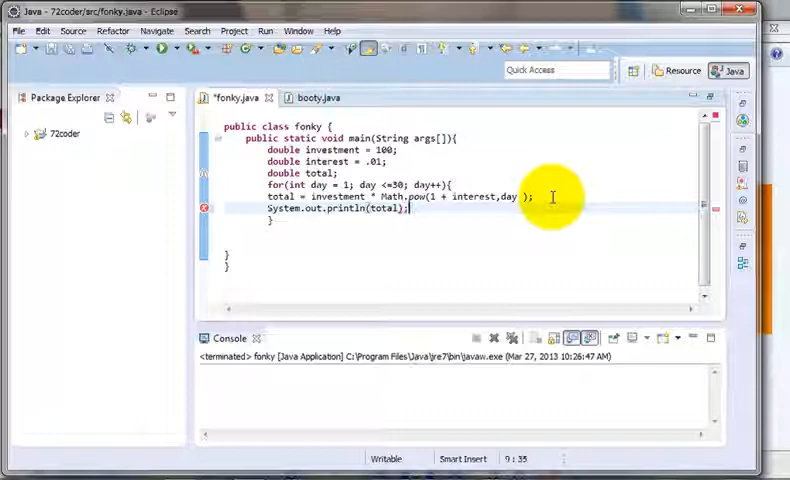 Java - 72coder/src/fonky.java - Eclipse
File Edit Source Refactor Navigate Search Project Run Window Help
Quick Access Resource Java
Package Explorer *fonky.java booty.java
72coder
public class fonky {
public static void main(String args[]){
double investment = 100;
double interest = .01;
double total;
for(int day = 1; day <=30; day++){
total = investment * Math.pow(1 + interest,day );
System.out.println(total);
}
}
}
Console
<terminated> fonky [Java Application] C:\Program Files\Java\jre7\bin\javaw.exe (Mar 27, 2013 10:26:47 AM)
Writable Smart Insert 9 : 35